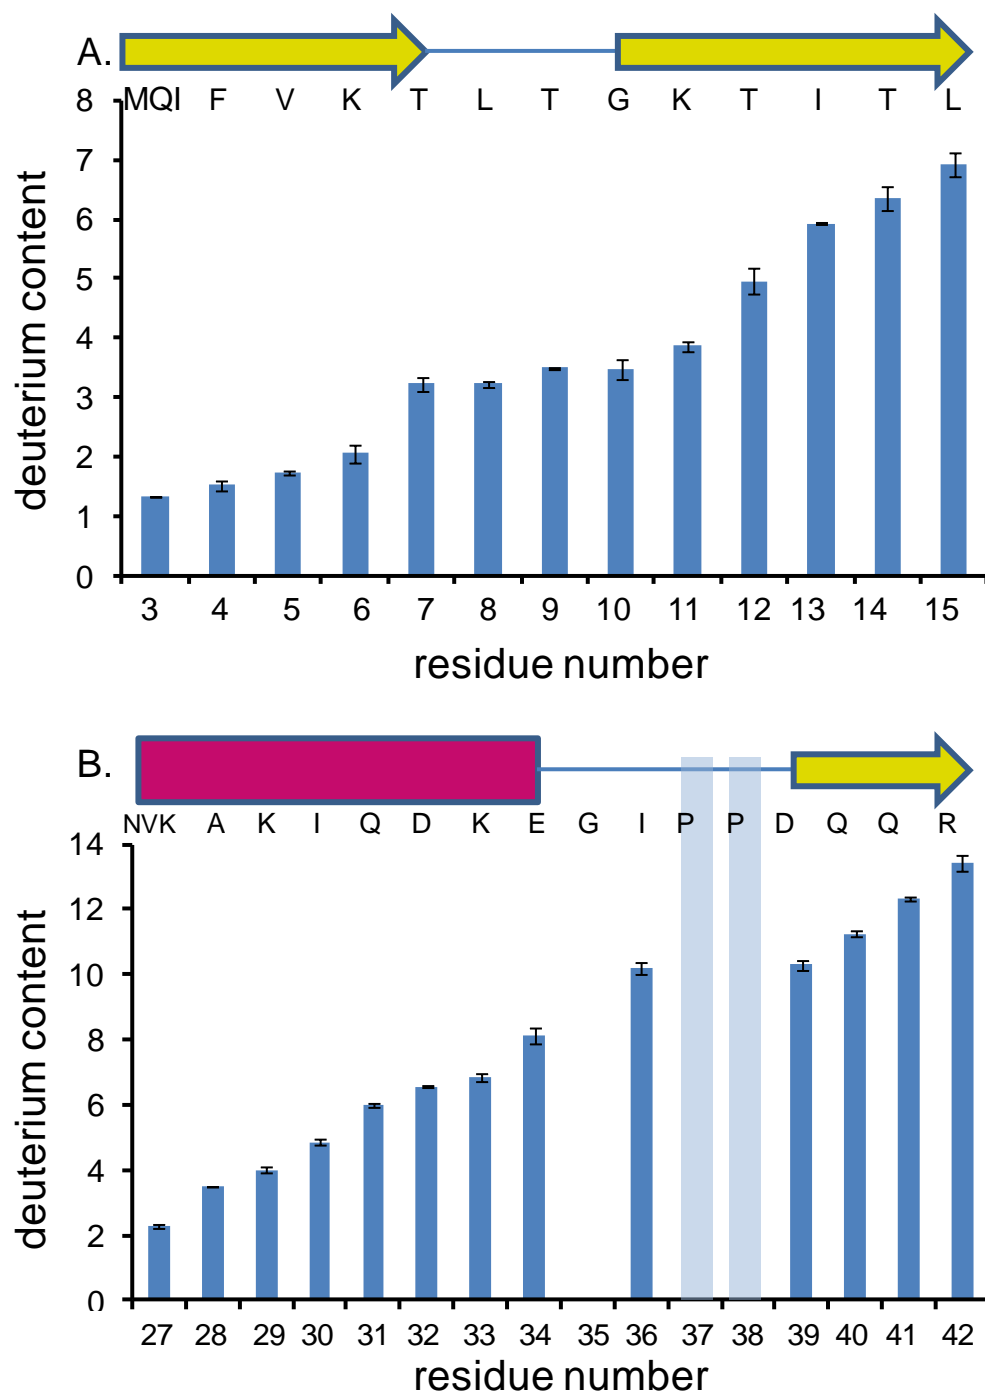 A.
MQI F V K T L T G K T I T L
8
7
6
5
4
3
2
1
0
deuterium content
3 4 5 6 7 8 9 10 11 12 13 14 15
residue number
B.
NVK A K I Q D K E G I P P D Q Q R
14
12
10
8
6
4
2
0
deuterium content
27 28 29 30 31 32 33 34 35 36 37 38 39 40 41 42
residue number